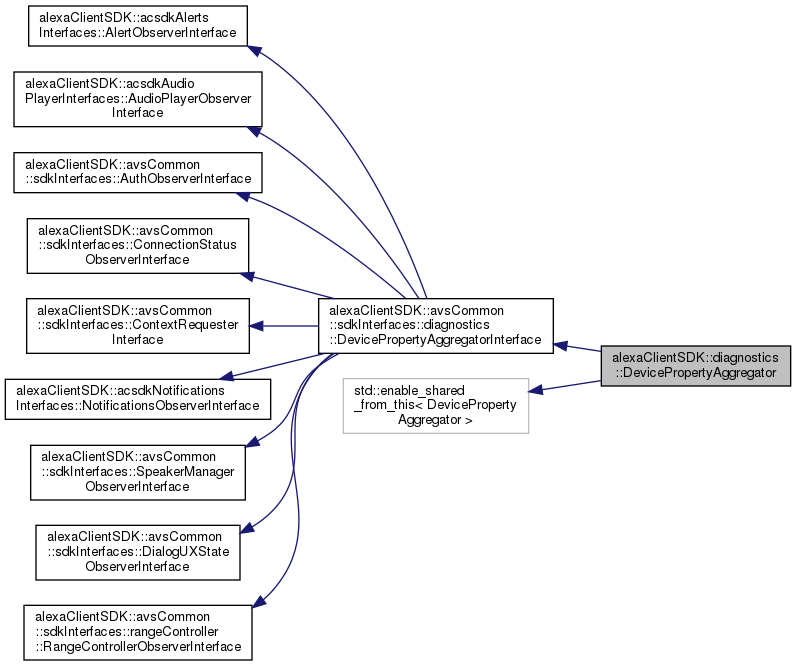 alexaClientSDK::acsdkAlerts
Interfaces::AlertObserverInterface
alexaClientSDK::acsdkAudio
PlayerInterfaces::AudioPlayerObserver
Interface
alexaClientSDK::avsCommon
::sdkInterfaces::AuthObserverInterface
alexaClientSDK::avsCommon
::sdkInterfaces::ConnectionStatus
ObserverInterface
alexaClientSDK::avsCommon
::sdkInterfaces::ContextRequester
Interface
alexaClientSDK::acsdkNotifications
Interfaces::NotificationsObserverInterface
alexaClientSDK::avsCommon
::sdkInterfaces::SpeakerManager
ObserverInterface
alexaClientSDK::avsCommon
::sdkInterfaces::DialogUXState
ObserverInterface
alexaClientSDK::avsCommon
::sdkInterfaces::rangeController
::RangeControllerObserverInterface
alexaClientSDK::avsCommon
::sdkInterfaces::diagnostics
::DevicePropertyAggregatorInterface
std::enable_shared
_from_this< DeviceProperty
Aggregator >
alexaClientSDK::diagnostics
::DevicePropertyAggregator